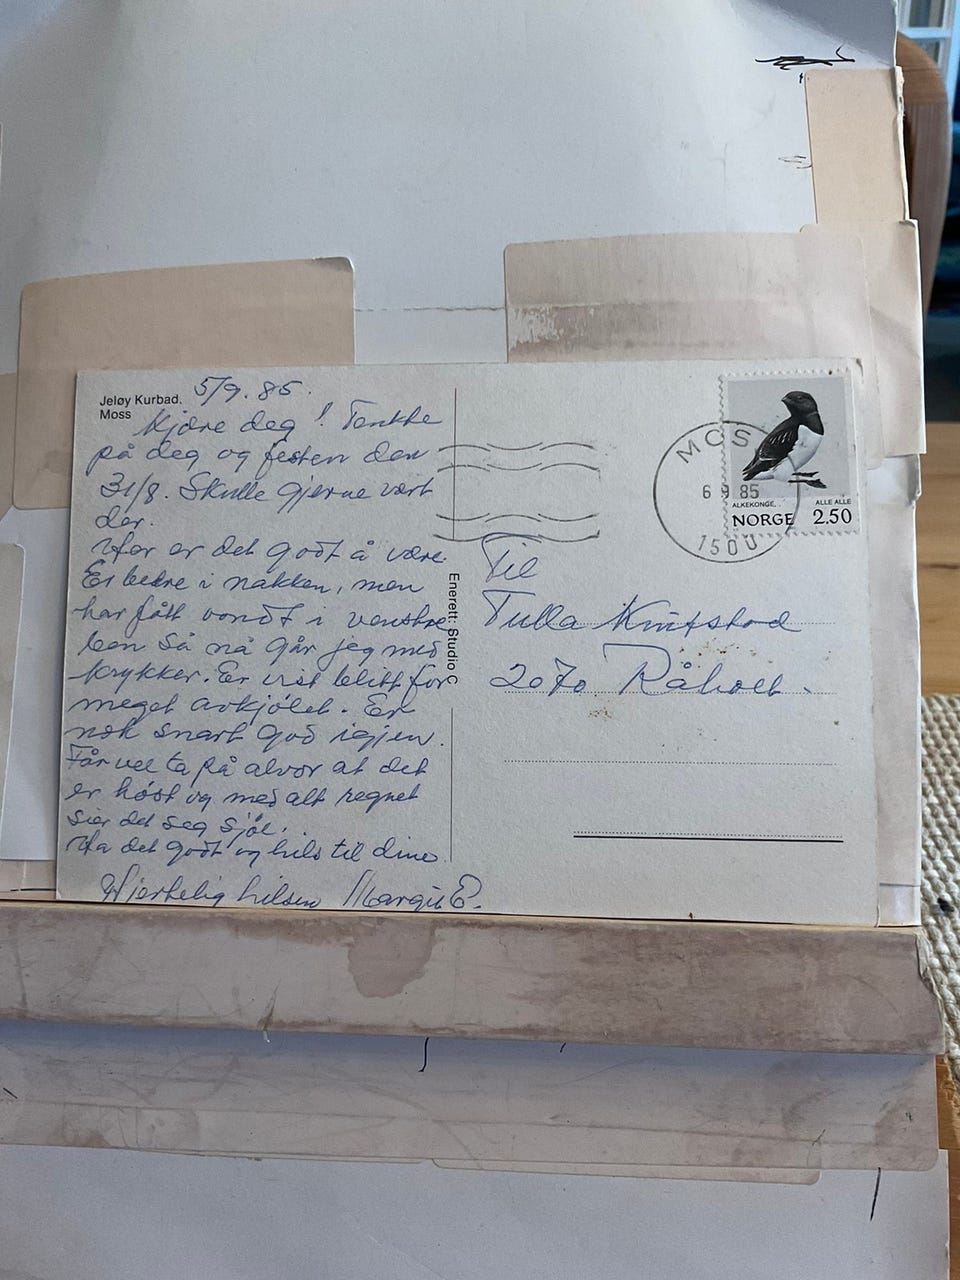 Jeløy Kurbad.
Moss
5/9.85.
Kjære deg! Tenkte
på deg og festen den
31/8. Skulle gjerne vært
der.
Her er det godt å være.
Er bedre i nakken, men
har fått vondt i venstre
ben så nå går jeg med
krykker. Er vist blitt for
meget avkjölet. Er
nok snart god igjen.
Får vel ta på alvor at det
er höst og med alt regnet
sier det seg sjøl.
Ha det godt og hils til dine
Hjertelig hilsen Margit E.
Enerett: Studio C
MOSS
6 9 85
1500
ALKEKONGE, ALLE ALLE
NORGE 2.50
Til
Tulla
2070 Råholt.